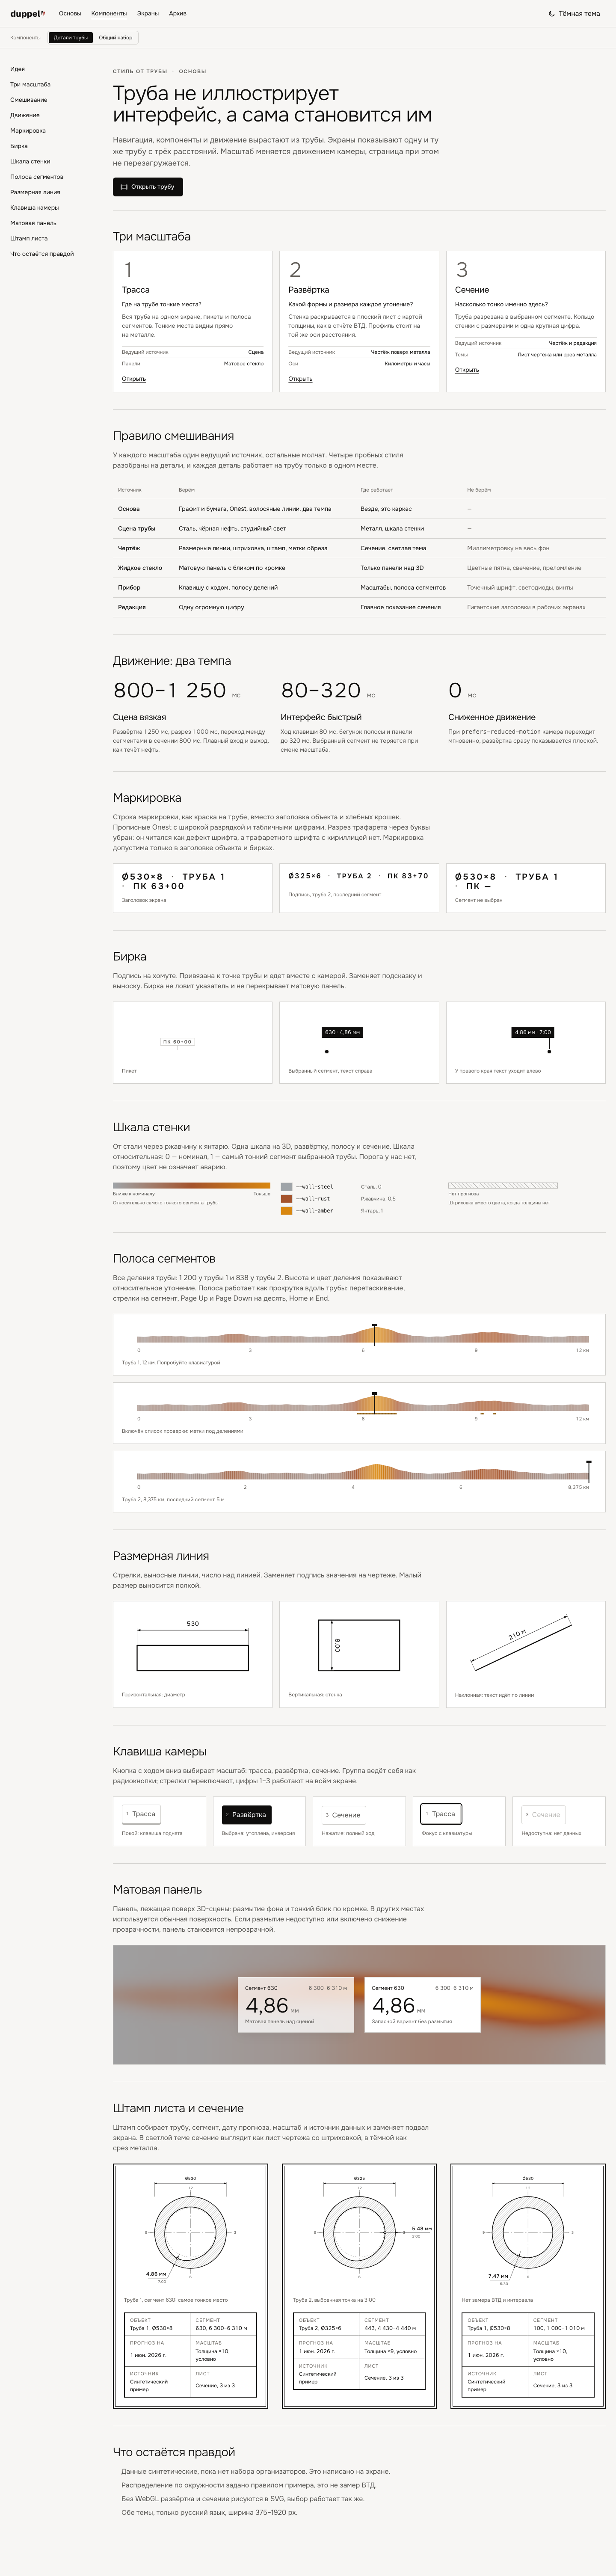 duppel
Основы
Компоненты
Экраны
Архив
Тёмная тема
Компоненты
Детали трубы
Общий набор
Идея
Три масштаба
Смешивание
Движение
Маркировка
Бирка
Шкала стенки
Полоса сегментов
Размерная линия
Клавиша камеры
Матовая панель
Штамп листа
Что остаётся правдой
СТИЛЬ ОТ ТРУБЫ · ОСНОВЫ
Труба не иллюстрирует
интерфейс, а сама становится им
Навигация, компоненты и движение вырастают из трубы. Экраны показывают одну и ту
же трубу с трёх расстояний. Масштаб меняется движением камеры, страница при этом
не перезагружается.
Открыть трубу
Три масштаба
1
Трасса
Где на трубе тонкие места?
Вся труба на одном экране, пикеты и полоса
сегментов. Тонкие места видны прямо
на металле.
Ведущий источник Сцена
Панели Матовое стекло
Открыть
2
Развёртка
Какой формы и размера каждое утонение?
Стенка раскрывается в плоский лист с картой
толщины, как в отчёте ВТД. Профиль стоит на
той же оси расстояния.
Ведущий источник Чертёж поверх металла
Оси Километры и часы
Открыть
3
Сечение
Насколько тонко именно здесь?
Труба разрезана в выбранном сегменте. Кольцо
стенки с размерами и одна крупная цифра.
Ведущий источник Чертёж и редакция
Темы Лист чертежа или срез металла
Открыть
Правило смешивания
У каждого масштаба один ведущий источник, остальные молчат. Четыре пробных стиля
разобраны на детали, и каждая деталь работает на трубу только в одном месте.
Источник Берём Где работает Не берём
Основа Графит и бумага, Onest, волосяные линии, два темпа Везде, это каркас —
Сцена трубы Сталь, чёрная нефть, студийный свет Металл, шкала стенки —
Чертёж Размерные линии, штриховка, штамп, метки обреза Сечение, светлая тема Миллиметровку на весь фон
Жидкое стекло Матовую панель с бликом по кромке Только панели над 3D Цветные пятна, свечение, преломление
Прибор Клавишу с ходом, полосу делений Масштабы, полоса сегментов Точечный шрифт, светодиоды, винты
Редакция Одну огромную цифру Главное показание сечения Гигантские заголовки в рабочих экранах
Движение: два темпа
800–1 250 мс
Сцена вязкая
Развёртка 1 250 мс, разрез 1 000 мс, переход между
сегментами в сечении 800 мс. Плавный вход и выход,
как течёт нефть.
80–320 мс
Интерфейс быстрый
Ход клавиши 80 мс, бегунок полосы и панели
до 320 мс. Выбранный сегмент не теряется при
смене масштаба.
0 мс
Сниженное движение
При prefers-reduced-motion камера переходит
мгновенно, развёртка сразу показывается плоской.
Маркировка
Строка маркировки, как краска на трубе, вместо заголовка экрана и хлебных крошек.
Прописные Onest с широкой разрядкой и табличными цифрами. Разрез трафарета через буквы
убран: он читался как дефект шрифта, а трафаретного шрифта с кириллицей нет. Маркировка
допустима только в заголовке объекта и бирках.
Ø530×8 · ТРУБА 1
· ПК 63+00
Заголовок экрана
Ø325×6 · ТРУБА 2 · ПК 83+70
Подпись, труба 2, последний сегмент
Ø530×8 · ТРУБА 1
· ПК —
Сегмент не выбран
Бирка
Подпись на хомуте. Привязана к точке трубы и едет вместе с камерой. Заменяет подсказку и
выноску. Бирка не ловит указатель и не перекрывает матовую панель.
ПК 60+00
Пикет
630 · 4,86 мм
Выбранный сегмент, текст справа
4,86 мм · 7:00
У правого края текст уходит влево
Шкала стенки
От стали через ржавчину к янтарю. Одна шкала на 3D, развёртку, полосу и сечение. Шкала
относительная: 0 — номинал, 1 — самый тонкий сегмент выбранной трубы. Порога у нас нет,
поэтому цвет не означает аварию.
Ближе к номиналу Тоньше
Относительно самого тонкого сегмента трубы
--wall-steel Сталь, 0
--wall-rust Ржавчина, 0,5
--wall-amber Янтарь, 1
Нет прогноза
Штриховка вместо цвета, когда толщины нет
Полоса сегментов
Все деления трубы: 1 200 у трубы 1 и 838 у трубы 2. Высота и цвет деления показывают
относительное утонение. Полоса работает как прокрутка вдоль трубы: перетаскивание,
стрелки на сегмент, Page Up и Page Down на десять, Home и End.
0 3 6 9 12 км
Труба 1, 12 км. Попробуйте клавиатурой
0 3 6 9 12 км
Включён список проверки: метки под делениями
0 2 4 6 8,375 км
Труба 2, 8,375 км, последний сегмент 5 м
Размерная линия
Стрелки, выносные линии, число над линией. Заменяет подпись значения на чертеже. Малый
размер выносится полкой.
530
Горизонтальная: диаметр
8,00
Вертикальная: стенка
210 м
Наклонная: текст идёт по линии
Клавиша камеры
Кнопка с ходом вниз выбирает масштаб: трасса, развёртка, сечение. Группа ведёт себя как
радиокнопки; стрелки переключают, цифры 1–3 работают на всём экране.
1 Трасса
Покой: клавиша поднята
2 Развёртка
Выбрана: утоплена, инверсия
3 Сечение
Нажатие: полный ход
1 Трасса
Фокус с клавиатуры
3 Сечение
Недоступна: нет данных
Матовая панель
Панель, лежащая поверх 3D-сцены: размытие фона и тонкий блик по кромке. В других местах
используется обычная поверхность. Если размытие недоступно или включено снижение
прозрачности, панель становится непрозрачной.
Сегмент 630 6 300–6 310 м
4,86 мм
Матовая панель над сценой
Сегмент 630 6 300–6 310 м
4,86 мм
Запасной вариант без размытия
Штамп листа и сечение
Штамп собирает трубу, сегмент, дату прогноза, масштаб и источник данных и заменяет подвал
экрана. В светлой теме сечение выглядит как лист чертежа со штриховкой, в тёмной как
срез металла.
Ø530
12
9
3
6
4,86 мм
7:00
Труба 1, сегмент 630: самое тонкое место
ОБЪЕКТ
Труба 1, Ø530×8
СЕГМЕНТ
630, 6 300–6 310 м
ПРОГНОЗ НА
1 июн. 2026 г.
МАСШТАБ
Толщина ×10,
условно
ИСТОЧНИК
Синтетический
пример
ЛИСТ
Сечение, 3 из 3
Ø325
12
9
3
6
5,48 мм
3:00
Труба 2, выбранная точка на 3:00
ОБЪЕКТ
Труба 2, Ø325×6
СЕГМЕНТ
443, 4 430–4 440 м
ПРОГНОЗ НА
1 июн. 2026 г.
МАСШТАБ
Толщина ×9, условно
ИСТОЧНИК
Синтетический
пример
ЛИСТ
Сечение, 3 из 3
Ø530
12
9
3
6
7,47 мм
6:30
Нет замера ВТД и интервала
ОБЪЕКТ
Труба 1, Ø530×8
СЕГМЕНТ
100, 1 000–1 010 м
ПРОГНОЗ НА
1 июн. 2026 г.
МАСШТАБ
Толщина ×10,
условно
ИСТОЧНИК
Синтетический
пример
ЛИСТ
Сечение, 3 из 3
Что остаётся правдой
Данные синтетические, пока нет набора организаторов. Это написано на экране.
Распределение по окружности задано правилом примера, это не замер ВТД.
Без WebGL развёртка и сечение рисуются в SVG, выбор работает так же.
Обе темы, только русский язык, ширина 375–1920 px.